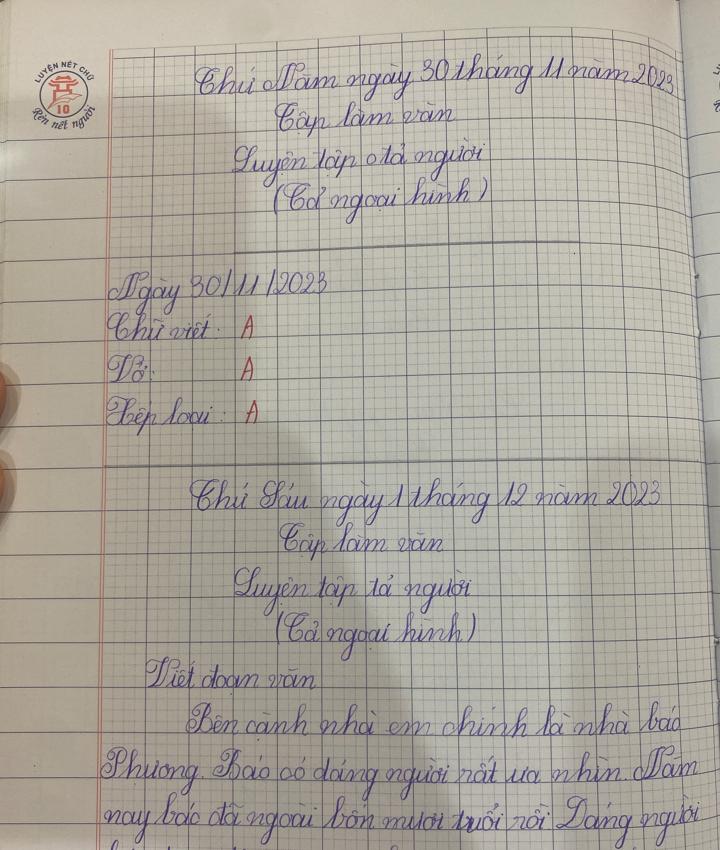 LUYỆN NÉT CHỮ
10
Rèn nết người
Thứ Năm ngày 30 tháng 11 năm 2023
Tập làm văn
Luyện tập tả người
(Tả ngoại hình)
Ngày 30/11/2023
Chữ viết: A
Vở: A
Xếp loại: A
Thứ Sáu ngày 1 tháng 12 năm 2023
Tập làm văn
Luyện tập tả người
(Tả ngoại hình)
Viết đoạn văn
Bên cạnh nhà em chính là nhà bác
Phương. Bác có dáng người rất ưa nhìn. Năm
nay bác đã ngoài bốn mươi tuổi rồi. Dáng người